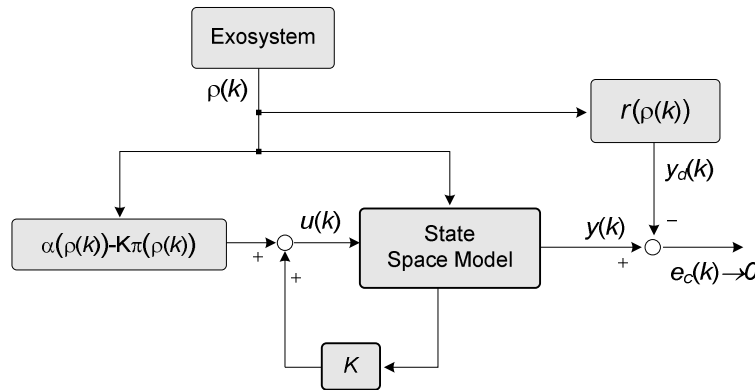 Exosystem
ρ(k)
r(ρ(k))
y_d(k)
α(ρ(k))-Kπ(ρ(k))
u(k)
State
Space Model
y(k)
−
+
+
+
e_c(k)→0
K